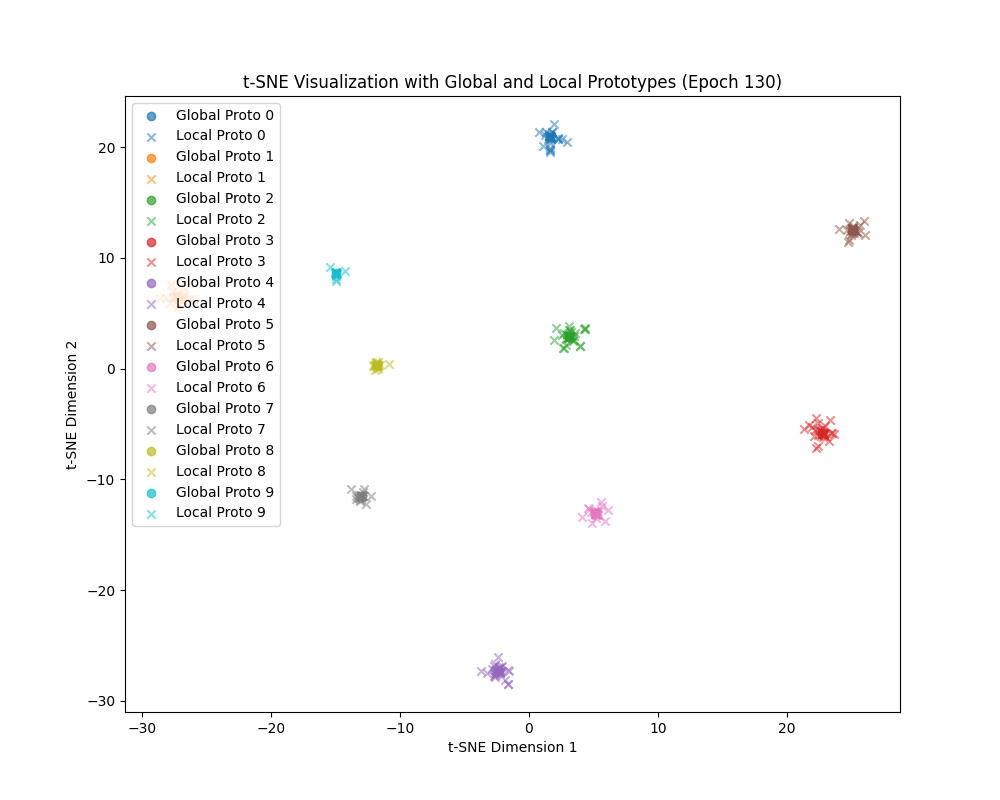 t-SNE Visualization with Global and Local Prototypes (Epoch 130)
Global Proto 0
Local Proto 0
Global Proto 1
Local Proto 1
Global Proto 2
Local Proto 2
Global Proto 3
Local Proto 3
Global Proto 4
Local Proto 4
Global Proto 5
Local Proto 5
Global Proto 6
Local Proto 6
Global Proto 7
Local Proto 7
Global Proto 8
Local Proto 8
Global Proto 9
Local Proto 9
t-SNE Dimension 2
20
10
0
−10
−20
−30
−30 −20 −10 0 10 20
t-SNE Dimension 1